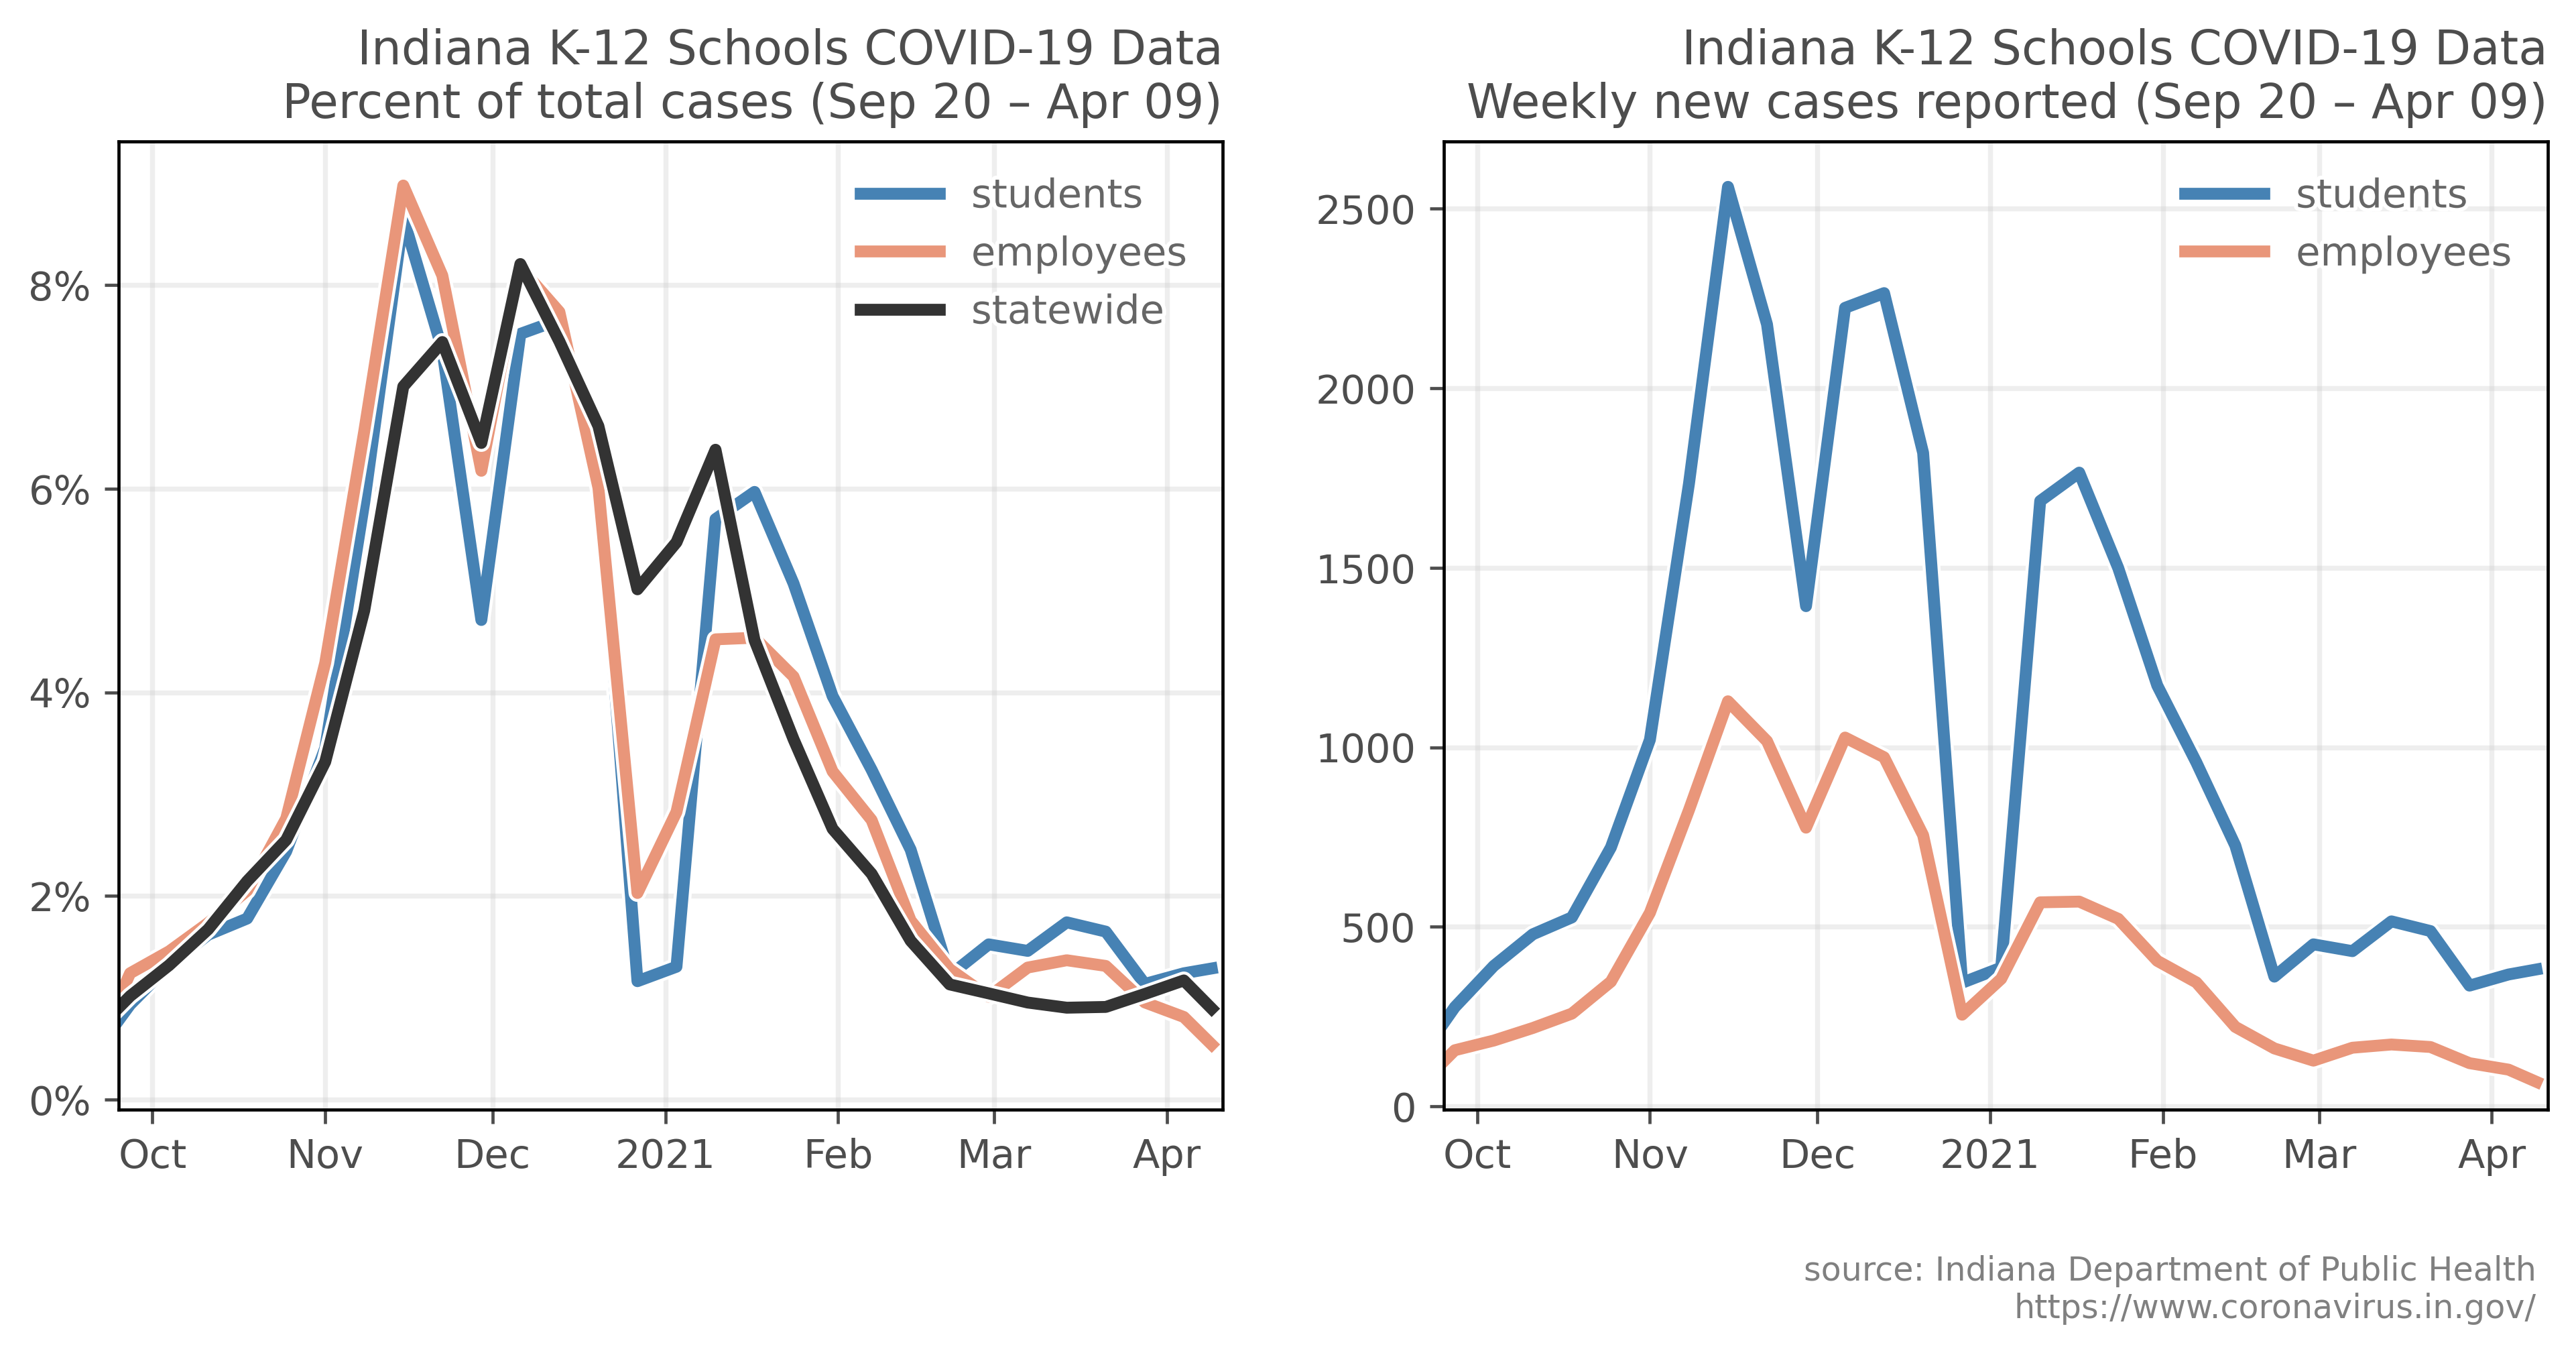 Indiana K-12 Schools COVID-19 Data
Percent of total cases (Sep 20 – Apr 09)
students
employees
statewide
8%
6%
4%
2%
0%
Oct
Nov
Dec
2021
Feb
Mar
Apr
Indiana K-12 Schools COVID-19 Data
Weekly new cases reported (Sep 20 – Apr 09)
students
employees
2500
2000
1500
1000
500
0
Oct
Nov
Dec
2021
Feb
Mar
Apr
source: Indiana Department of Public Health
https://www.coronavirus.in.gov/